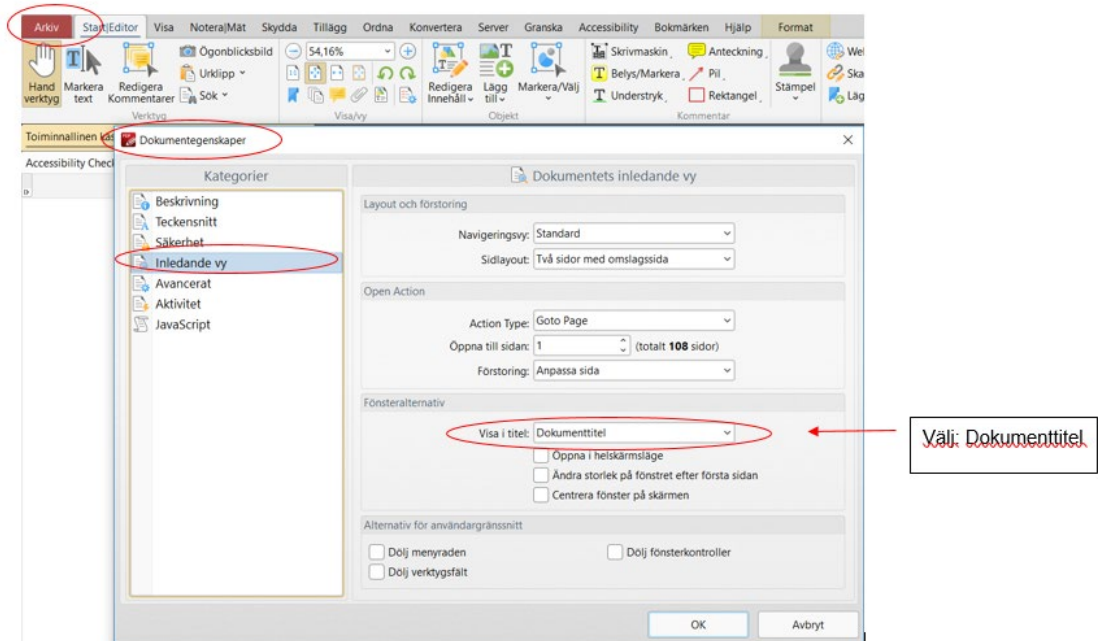 Arkiv Start|Editor Visa Notera|Mät Skydda Tillägg Ordna Konvertera Server Granska Accessibility Bokmärken Hjälp Format
Hand verktyg
Markera text
Redigera Kommentarer
Ögonblicksbild
Urklipp
Sök
Verktyg
54,16%
Visa/vy
Redigera Innehåll
Lägg till
Markera/Välj
Objekt
Skrivmaskin
Anteckning
Belys/Markera
Pil
Understryk
Rektangel
Stämpel
Kommentar
Toiminnallinen
Accessibility
Dokumentegenskaper
Kategorier
Beskrivning
Teckensnitt
Säkerhet
Inledande vy
Avancerat
Aktivitet
JavaScript
Dokumentets inledande vy
Layout och förstoring
Navigeringsvy: Standard
Sidlayout: Två sidor med omslagssida
Open Action
Action Type: Goto Page
Öppna till sidan: 1 (totalt 108 sidor)
Förstoring: Anpassa sida
Fönsteralternativ
Visa i titel: Dokumenttitel
Öppna i helskärmsläge
Ändra storlek på fönstret efter första sidan
Centrera fönster på skärmen
Alternativ för användargränssnitt
Dölj menyraden Dölj fönsterkontroller
Dölj verktygsfält
OK Avbryt
Välj: Dokumenttitel